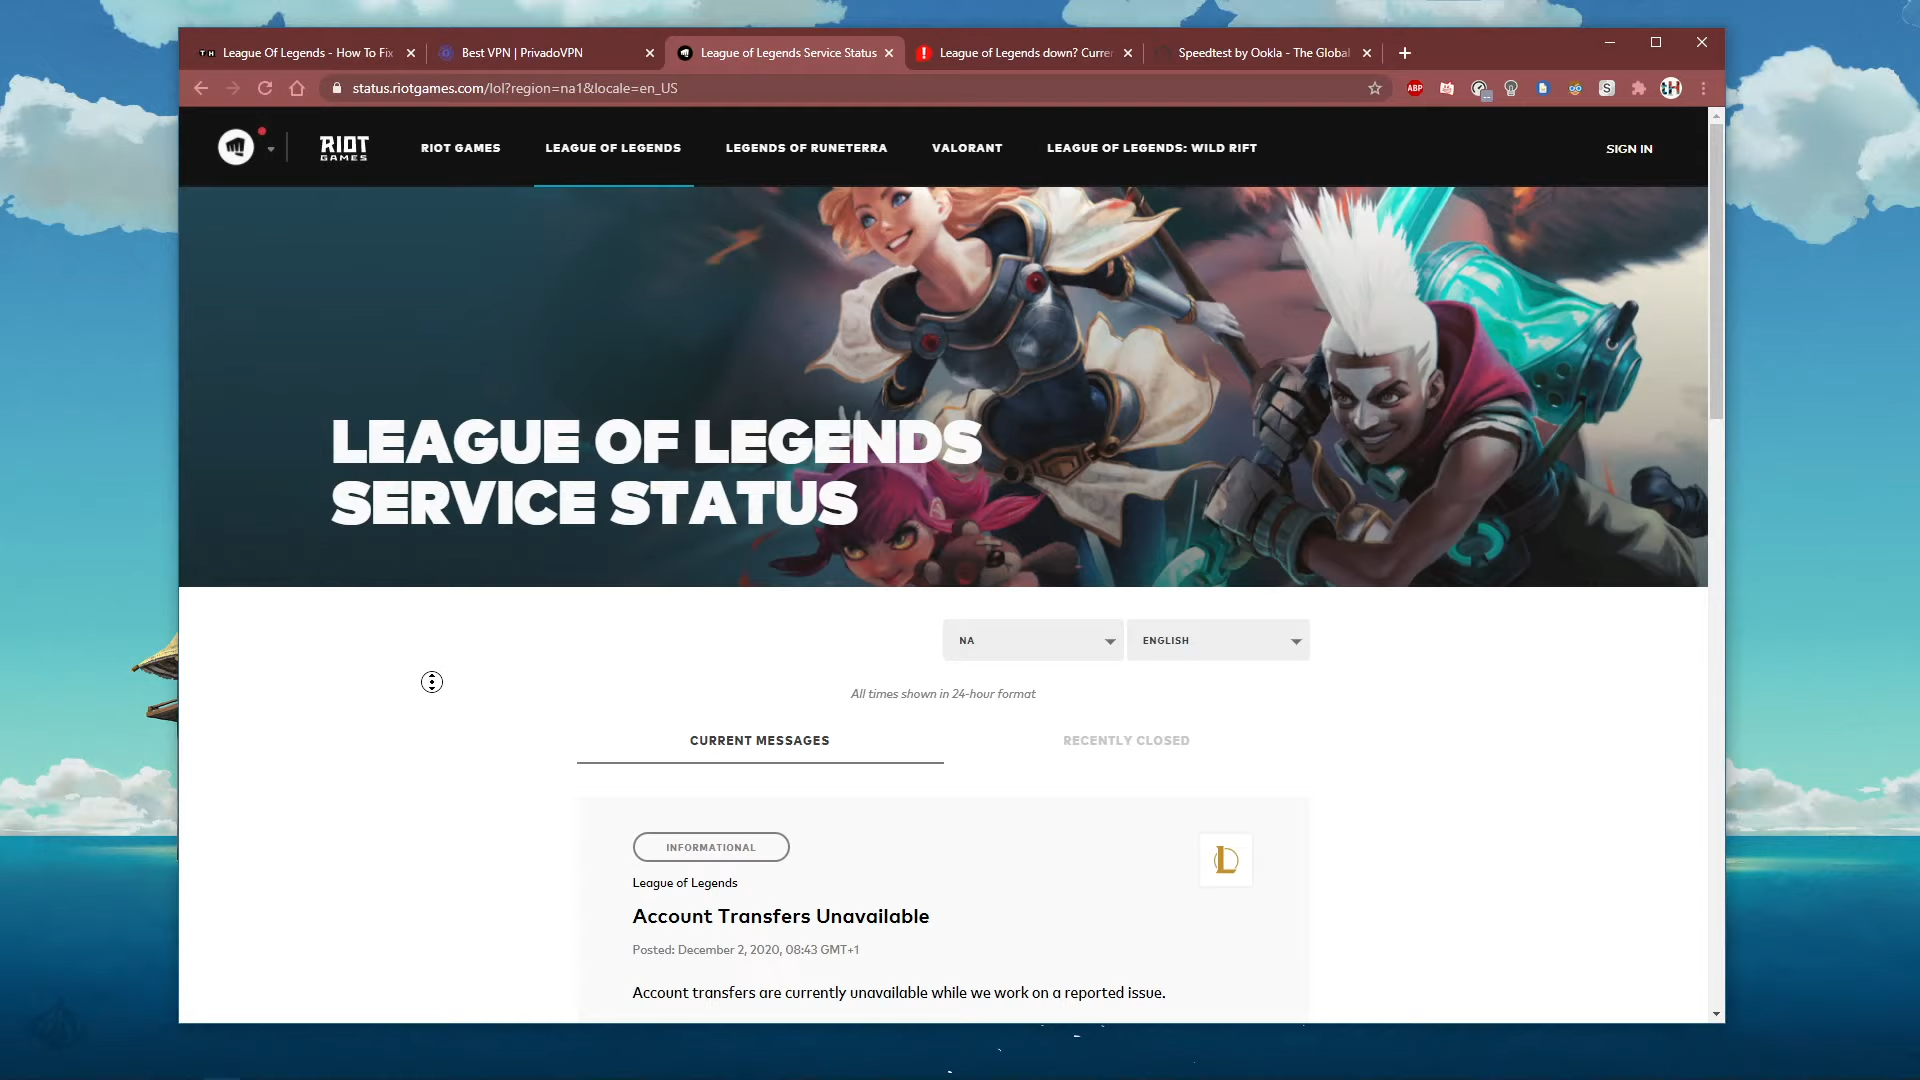 League Of Legends - How To Fix
Best VPN | PrivadoVPN
League of Legends Service Status
League of Legends down? Curren
Speedtest by Ookla - The Global
status.riotgames.com/lol?region=na1&locale=en_US
ABP
S
RIOT GAMES
RIOT GAMES
LEAGUE OF LEGENDS
LEGENDS OF RUNETERRA
VALORANT
LEAGUE OF LEGENDS: WILD RIFT
SIGN IN
LEAGUE OF LEGENDS
SERVICE STATUS
NA
ENGLISH
All times shown in 24-hour format
CURRENT MESSAGES
RECENTLY CLOSED
INFORMATIONAL
League of Legends
Account Transfers Unavailable
Posted: December 2, 2020, 08:43 GMT+1
Account transfers are currently unavailable while we work on a reported issue.